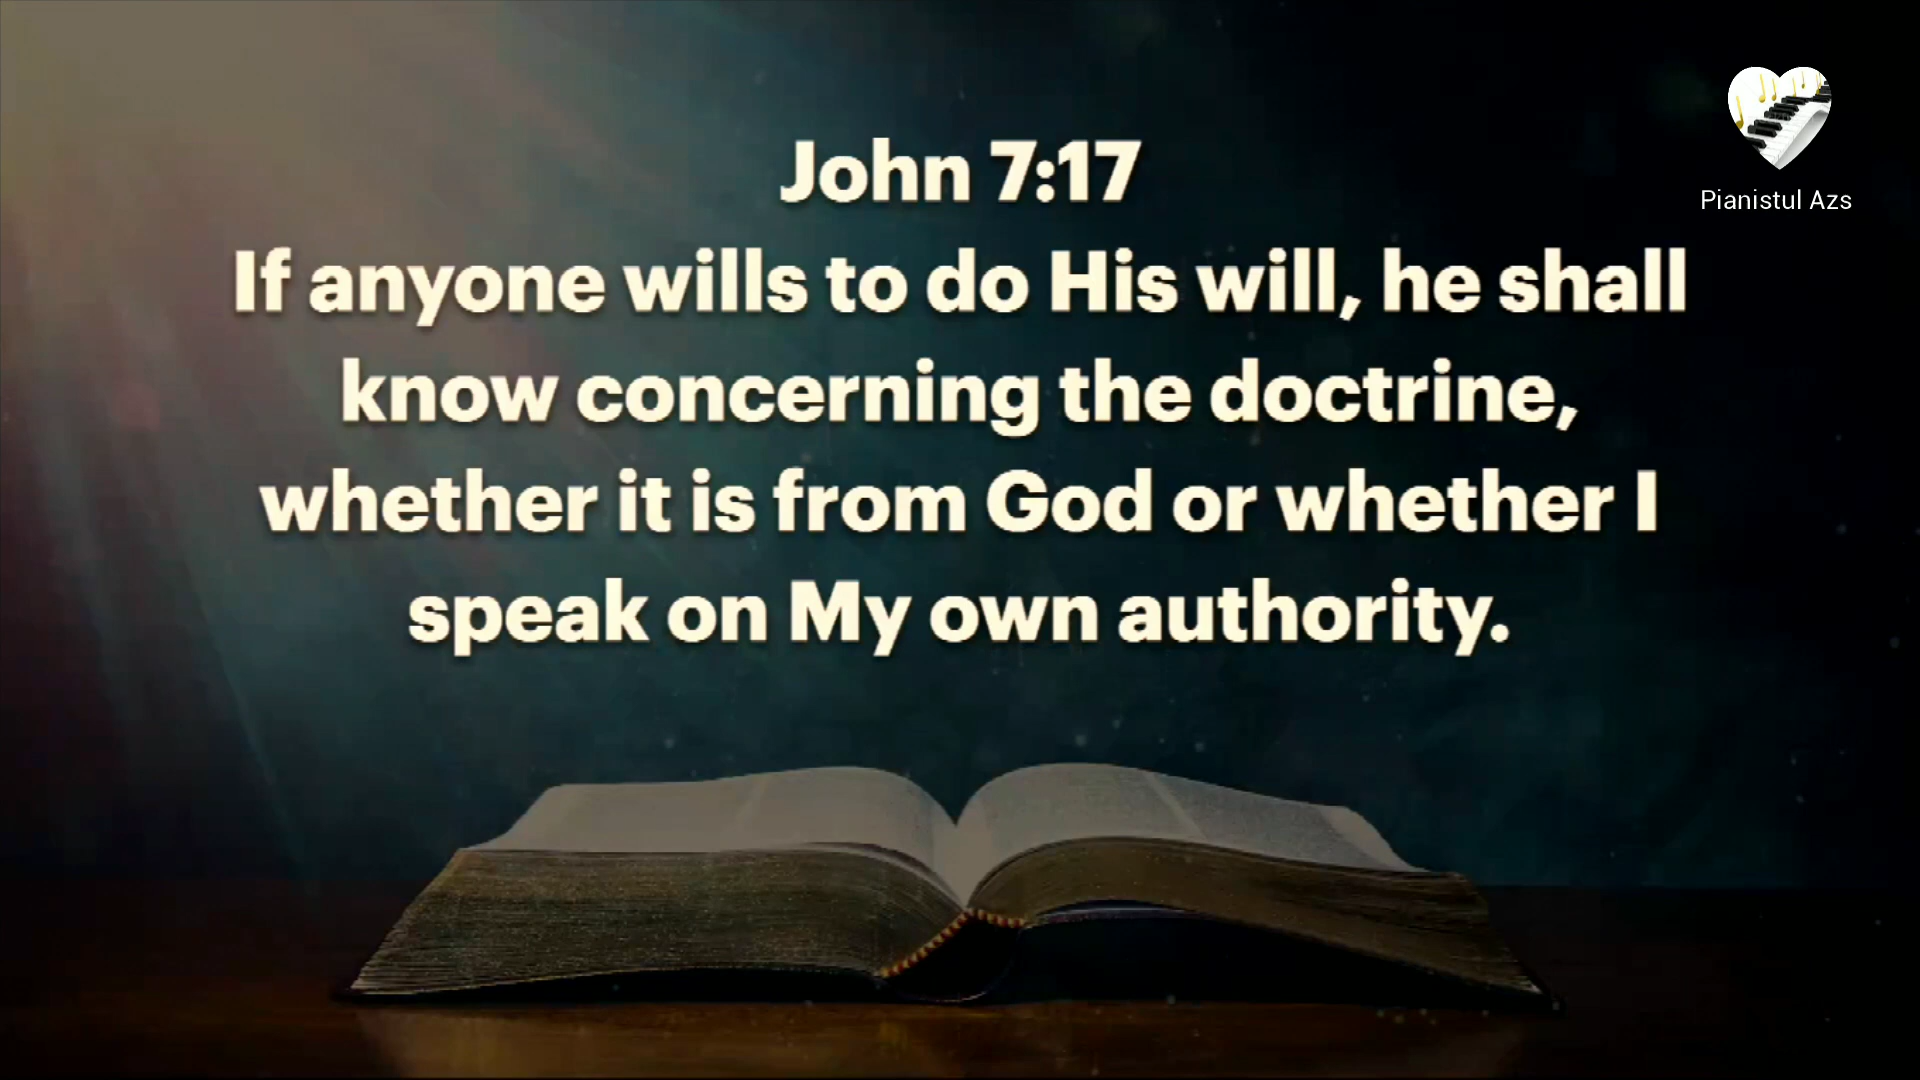 John 7:17
If anyone wills to do His will, he shall
know concerning the doctrine,
whether it is from God or whether I
speak on My own authority.
Pianistul Azs